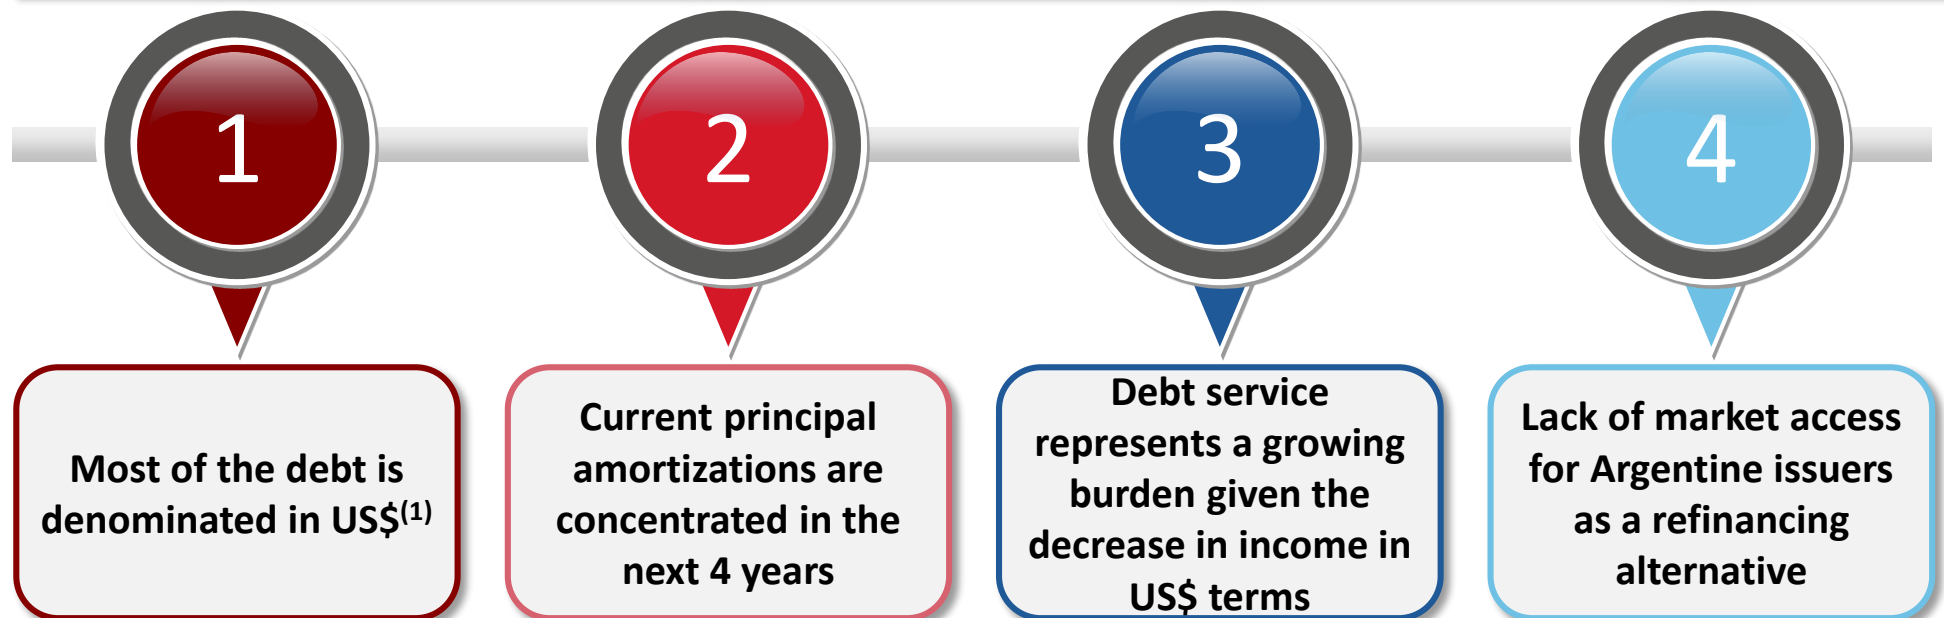 1
Most of the debt is
denominated in US$(1)
2
Current principal
amortizations are
concentrated in the
next 4 years
3
Debt service
represents a growing
burden given the
decrease in income in
US$ terms
4
Lack of market access
for Argentine issuers
as a refinancing
alternative